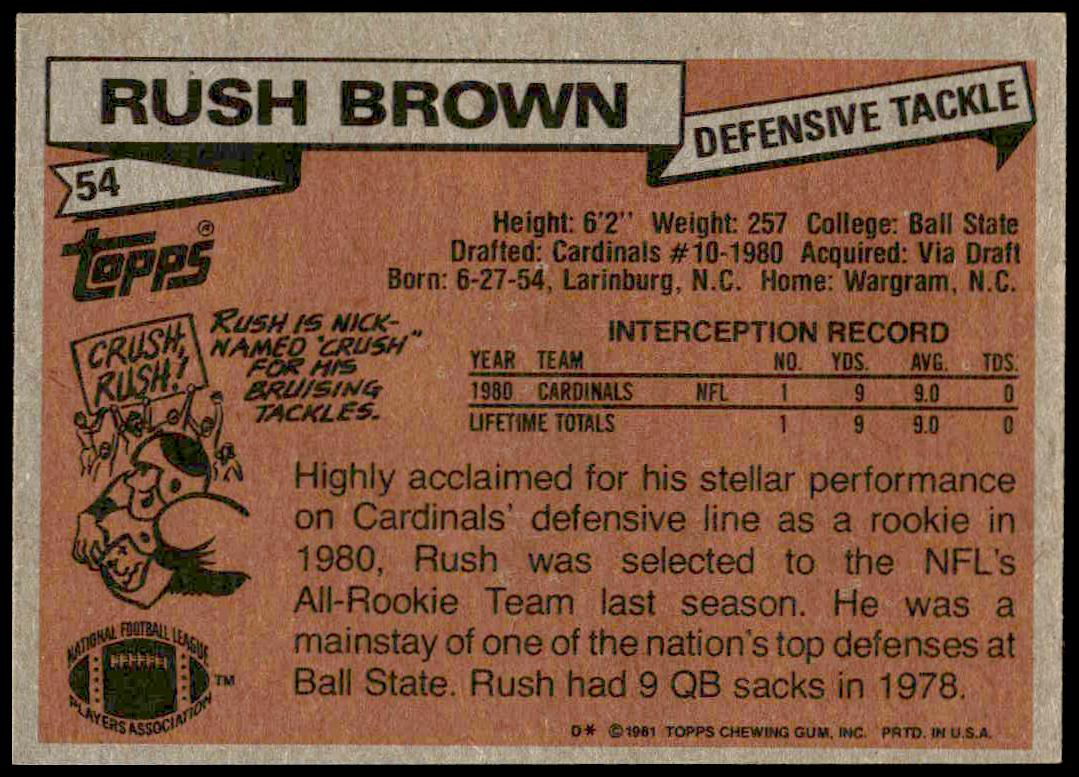 RUSH BROWN
DEFENSIVE TACKLE
54
Topps®
Height: 6'2" Weight: 257 College: Ball State
Drafted: Cardinals #10-1980 Acquired: Via Draft
Born: 6-27-54, Larinburg, N.C. Home: Wargram, N.C.
CRUSH,
RUSH!
RUSH IS NICK-
NAMED "CRUSH"
FOR HIS
BRUISING
TACKLES.
INTERCEPTION RECORD
YEAR TEAM NO. YDS. AVG. TDS.
1980 CARDINALS NFL 1 9 9.0 0
LIFETIME TOTALS 1 9 9.0 0
Highly acclaimed for his stellar performance
on Cardinals' defensive line as a rookie in
1980, Rush was selected to the NFL's
All-Rookie Team last season. He was a
mainstay of one of the nation's top defenses at
Ball State. Rush had 9 QB sacks in 1978.
NATIONAL FOOTBALL LEAGUE
PLAYERS ASSOCIATION
TM
D* ©1981 TOPPS CHEWING GUM, INC. PRTD. IN U.S.A.